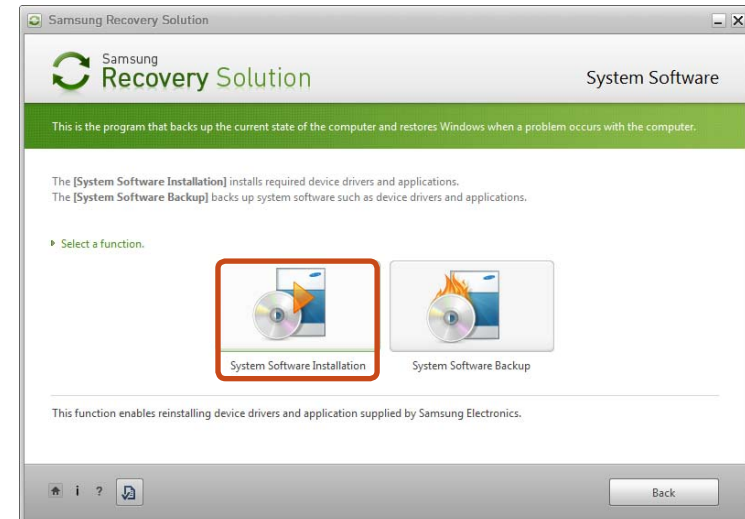 Samsung Recovery Solution
Samsung
Recovery Solution
System Software
This is the program that backs up the current state of the computer and restores Windows when a problem occurs with the computer.
The [System Software Installation] installs required device drivers and applications.
The [System Software Backup] backs up system software such as device drivers and applications.
Select a function.
System Software Installation
System Software Backup
This function enables reinstalling device drivers and application supplied by Samsung Electronics.
i ?
Back